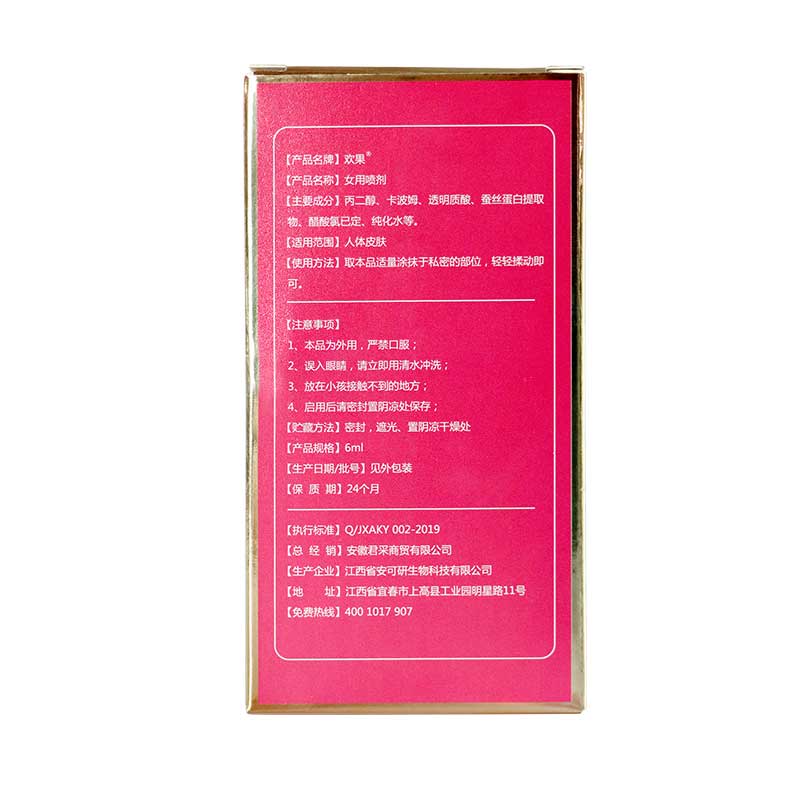 【产品名牌】欢果®
【产品名称】女用喷剂
【主要成分】丙二醇、卡波姆、透明质酸、蚕丝蛋白提取
物、醋酸氯已定、纯化水等。
【适用范围】人体皮肤
【使用方法】取本品适量涂抹于私密的部位，轻轻揉动即
可。
【注意事项】
1、本品为外用，严禁口服；
2、误入眼睛，请立即用清水冲洗；
3、放在小孩接触不到的地方；
4、启用后请密封置阴凉处保存；
【贮藏方法】密封，遮光、置阴凉干燥处
【产品规格】6ml
【生产日期/批号】见外包装
【保 质 期】24个月
【执行标准】Q/JXAKY 002-2019
【总 经 销】安徽君采商贸有限公司
【生产企业】江西省安可研生物科技有限公司
【地 址】江西省宜春市上高县工业园明星路11号
【免费热线】400 1017 907